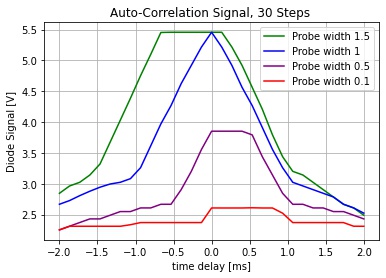 Auto-Correlation Signal, 30 Steps
Diode Signal [V]
5.5
5.0
4.5
4.0
3.5
3.0
2.5
Probe width 1.5
Probe width 1
Probe width 0.5
Probe width 0.1
−2.0 −1.5 −1.0 −0.5 0.0 0.5 1.0 1.5 2.0
time delay [ms]